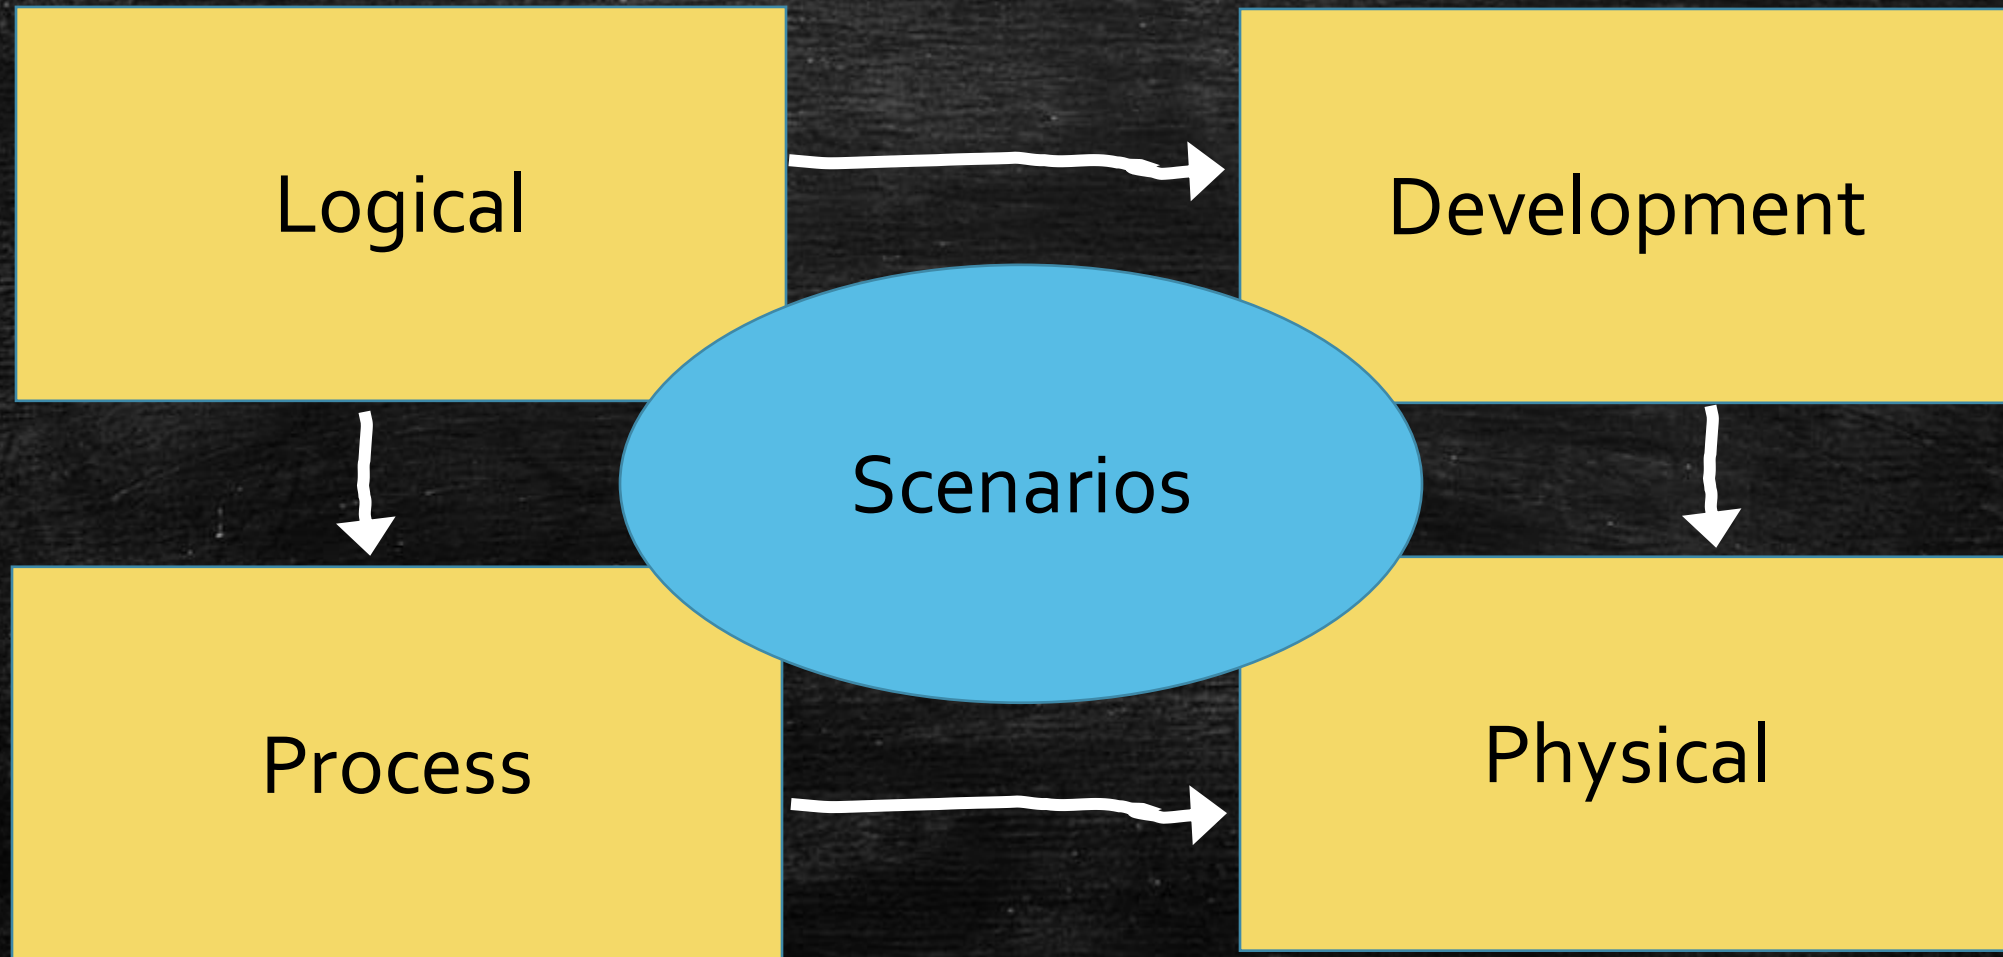 Logical
Development
Scenarios
Process
Physical